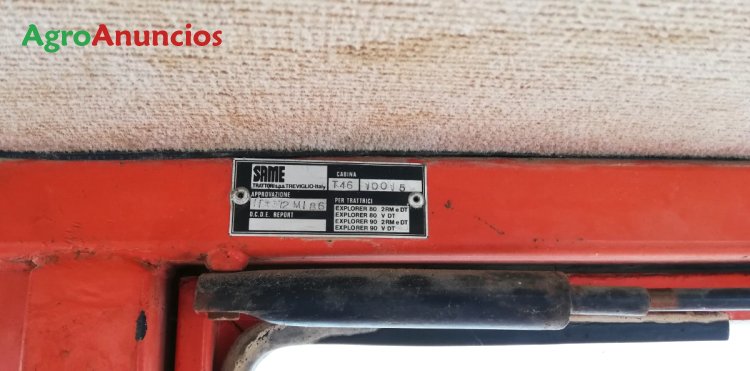 AgroAnuncios
SAME
TRATTORI s.p.a. TREVIGLIO-Italy
CABINA
T46
APPROVAZIONE
O.C.D.E. REPORT
PER TRATTRICI
EXPLORER 80 2RM e DT
EXPLORER 80 V DT
EXPLORER 90 2RM e DT
EXPLORER 90 V DT